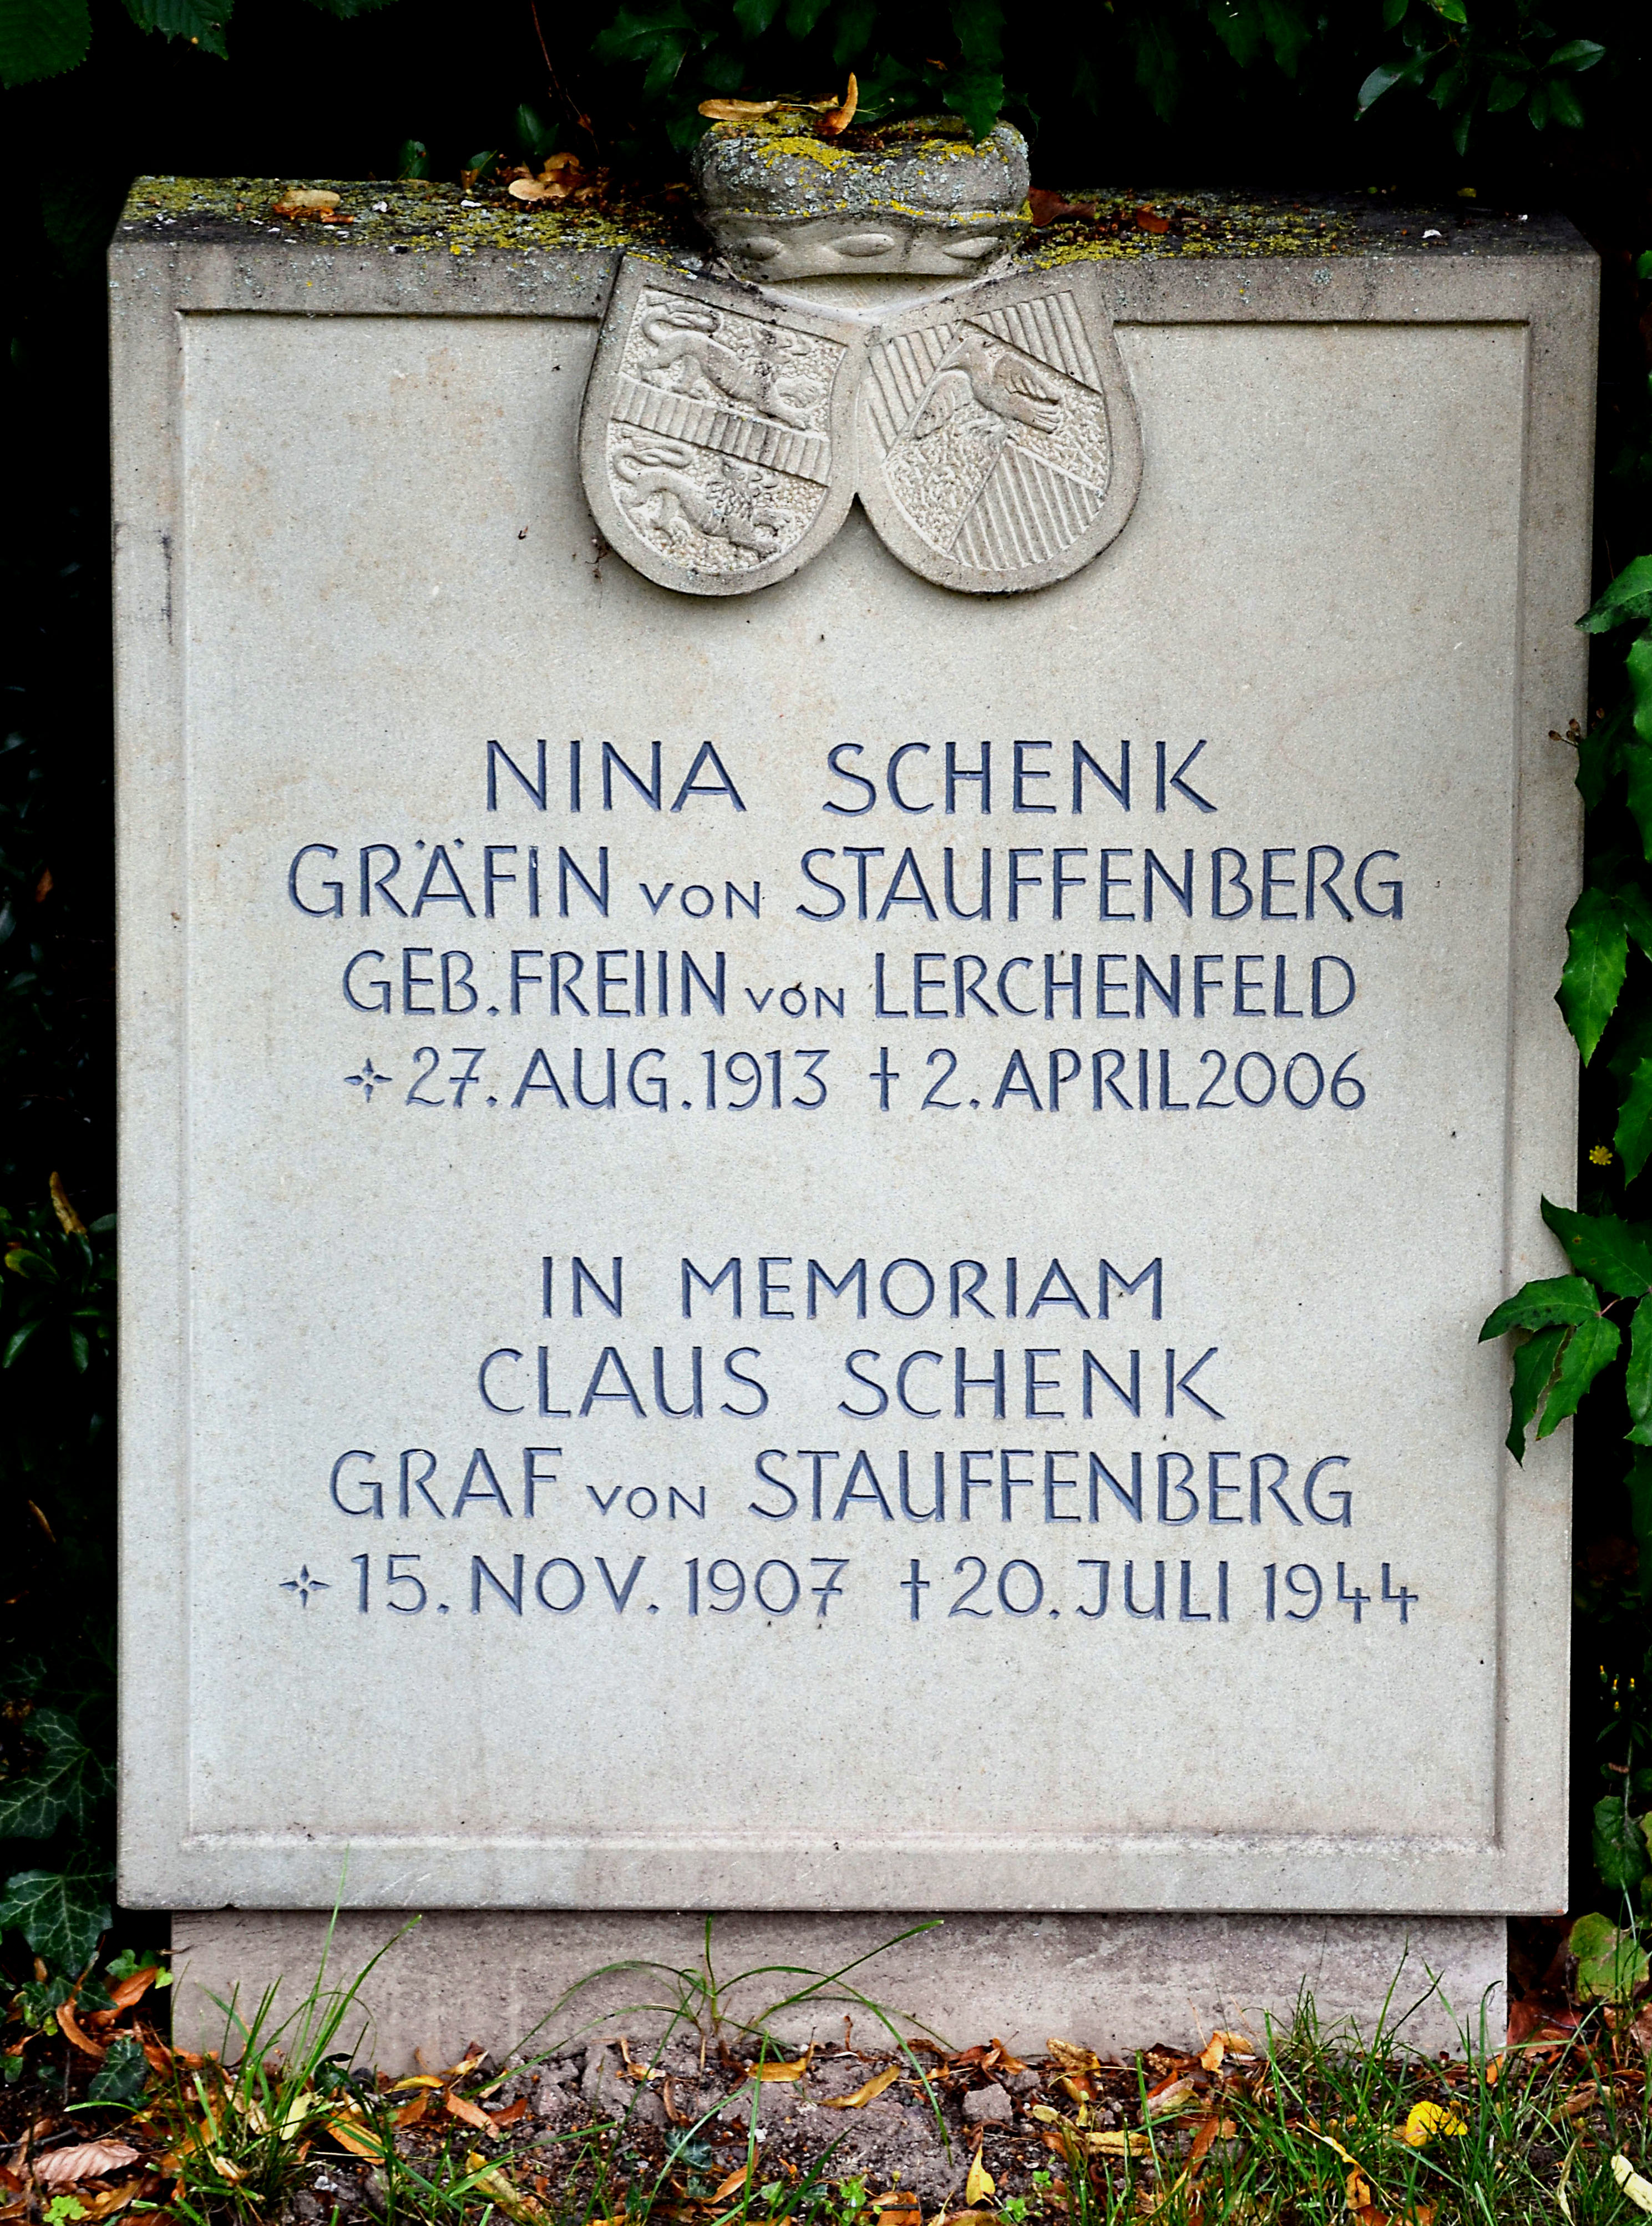 NINA SCHENK
GRÄFIN VON STAUFFENBERG
GEB. FREIIN VON LERCHENFELD
✧ 27. AUG. 1913 † 2. APRIL 2006
IN MEMORIAM
CLAUS SCHENK
GRAF VON STAUFFENBERG
✧ 15. NOV. 1907 † 20. JULI 1944